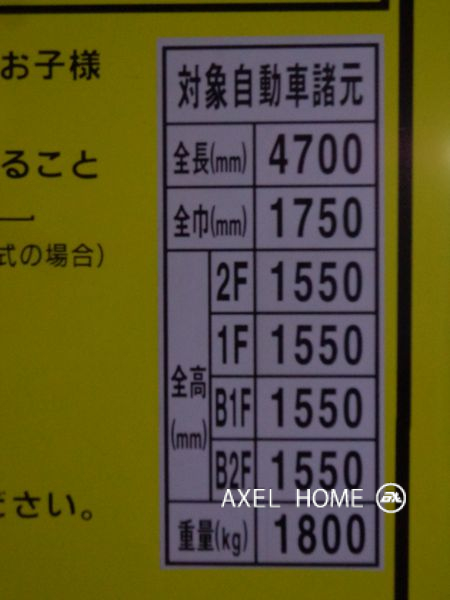 お子様
対象自動車諸元
ること
全長(mm) 4700
全巾(mm) 1750
式の場合)
全高(mm)
2F 1550
1F 1550
B1F 1550
B2F 1550
ださい。
AXEL HOME
重量(kg) 1800